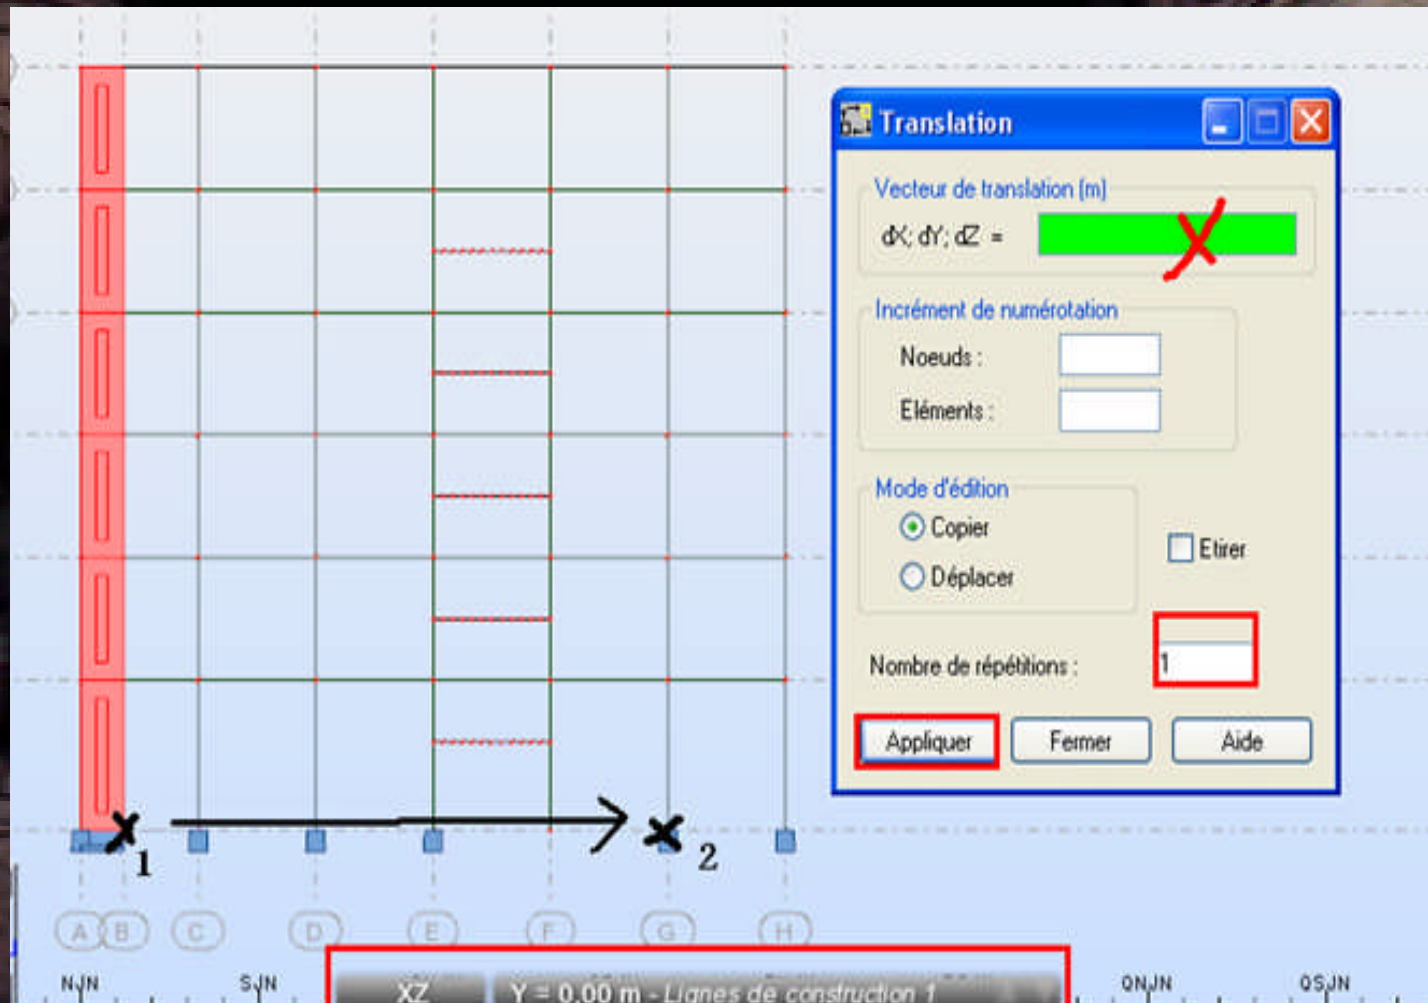 Translation
Vecteur de translation (m)
dX; dY; dZ =
X
Incrément de numérotation
Noeuds :
Eléments :
Mode d'édition
Copier
Etirer
Déplacer
Nombre de répétitions :
1
Appliquer Fermer Aide
1 2
A B C D E F G H
XZ Y = 0.00 m - Lignes de construction 1